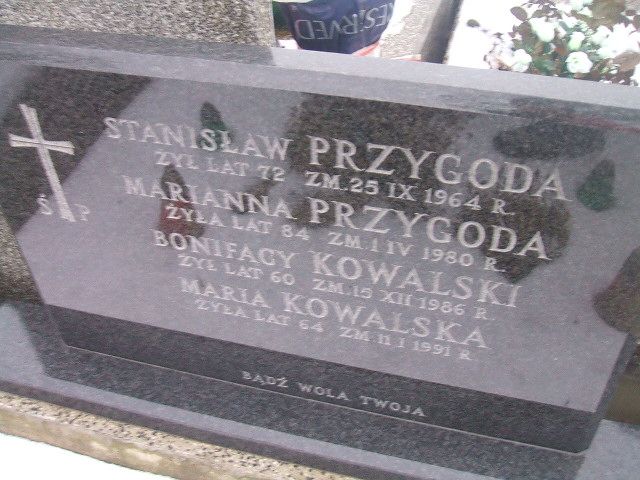 RESERVED
STANISŁAW PRZYGODA
ŻYŁ LAT 72 ZM. 25 IX 1964 R.
MARIANNA PRZYGODA
ŻYŁA LAT 84 ZM. 1 IV 1980 R.
Ś P
BONIFACY KOWALSKI
ŻYŁ LAT 60 ZM. 15 XII 1986 R.
MARIA KOWALSKA
ŻYŁA LAT 64 ZM. 11 I 1991 R.
BĄDŹ WOLA TWOJA